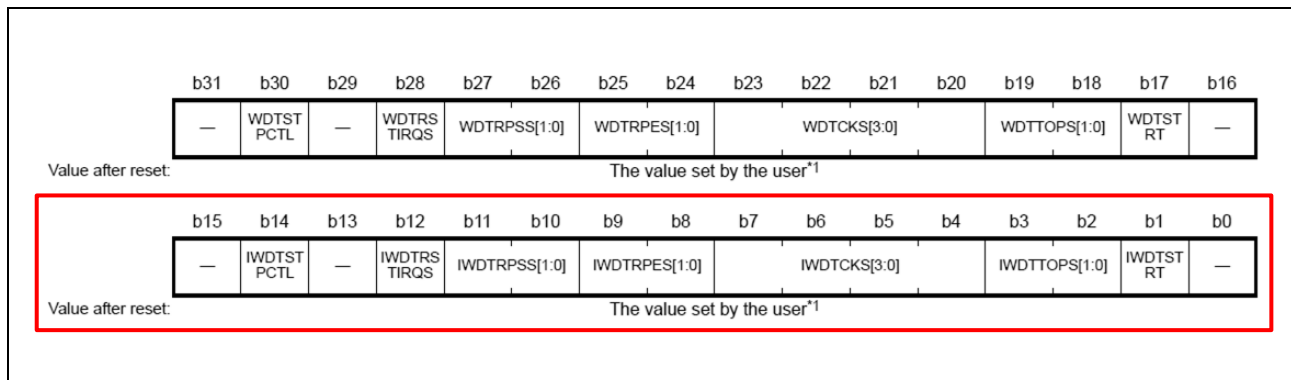 b31 b30 b29 b28 b27 b26 b25 b24 b23 b22 b21 b20 b19 b18 b17 b16
— WDTST PCTL — WDTRS TIRQS WDTRPSS[1:0] WDTRPES[1:0] WDTCKS[3:0] WDTTOPS[1:0] WDTST RT —
Value after reset: The value set by the user*1
b15 b14 b13 b12 b11 b10 b9 b8 b7 b6 b5 b4 b3 b2 b1 b0
— IWDTST PCTL — IWDTRS TIRQS IWDTRPSS[1:0] IWDTRPES[1:0] IWDTCKS[3:0] IWDTTOPS[1:0] IWDTST RT —
Value after reset: The value set by the user*1